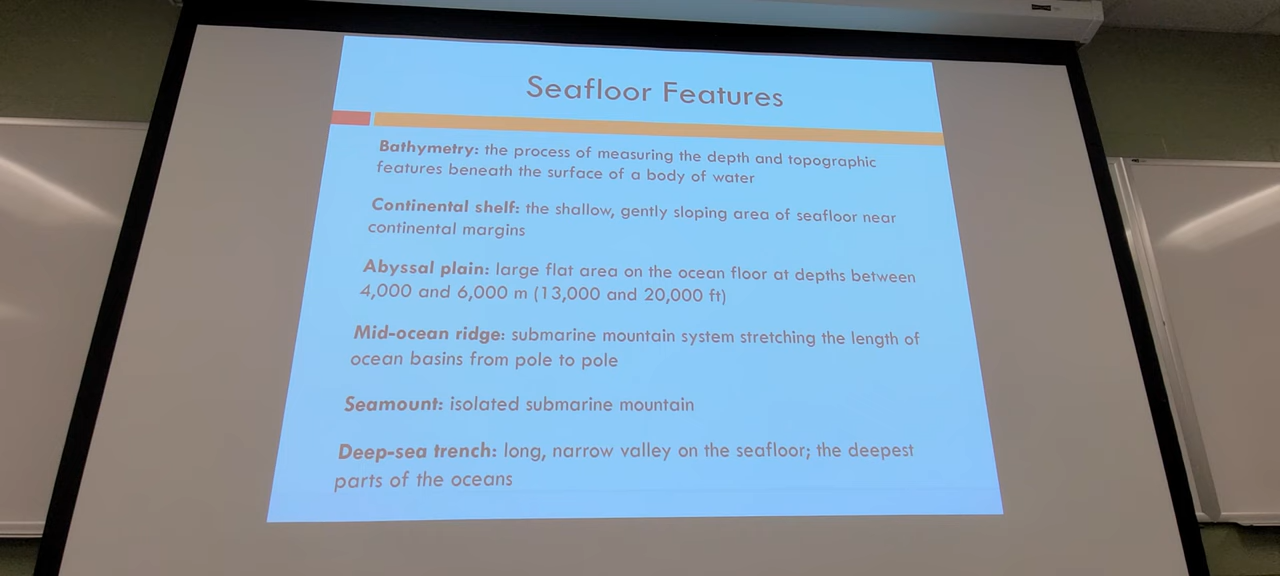 Seafloor Features
Bathymetry: the process of measuring the depth and topographic
features beneath the surface of a body of water
Continental shelf: the shallow, gently sloping area of seafloor near
continental margins
Abyssal plain: large flat area on the ocean floor at depths between
4,000 and 6,000 m (13,000 and 20,000 ft)
Mid-ocean ridge: submarine mountain system stretching the length of
ocean basins from pole to pole
Seamount: isolated submarine mountain
Deep-sea trench: long, narrow valley on the seafloor; the deepest
parts of the oceans